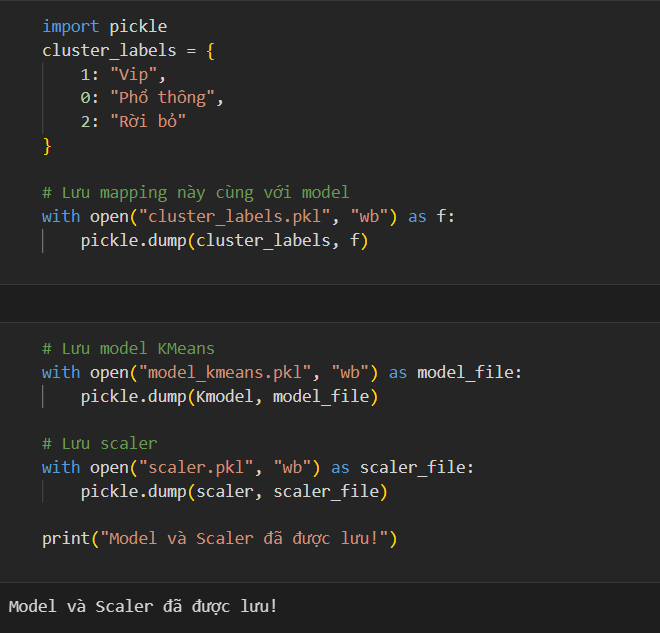 import pickle
cluster_labels = {
    1: "Vip",
    0: "Phổ thông",
    2: "Rời bỏ"
}
# Lưu mapping này cùng với model
with open("cluster_labels.pkl", "wb") as f:
    pickle.dump(cluster_labels, f)
# Lưu model KMeans
with open("model_kmeans.pkl", "wb") as model_file:
    pickle.dump(Kmodel, model_file)
# Lưu scaler
with open("scaler.pkl", "wb") as scaler_file:
    pickle.dump(scaler, scaler_file)
print("Model và Scaler đã được lưu!")
Model và Scaler đã được lưu!